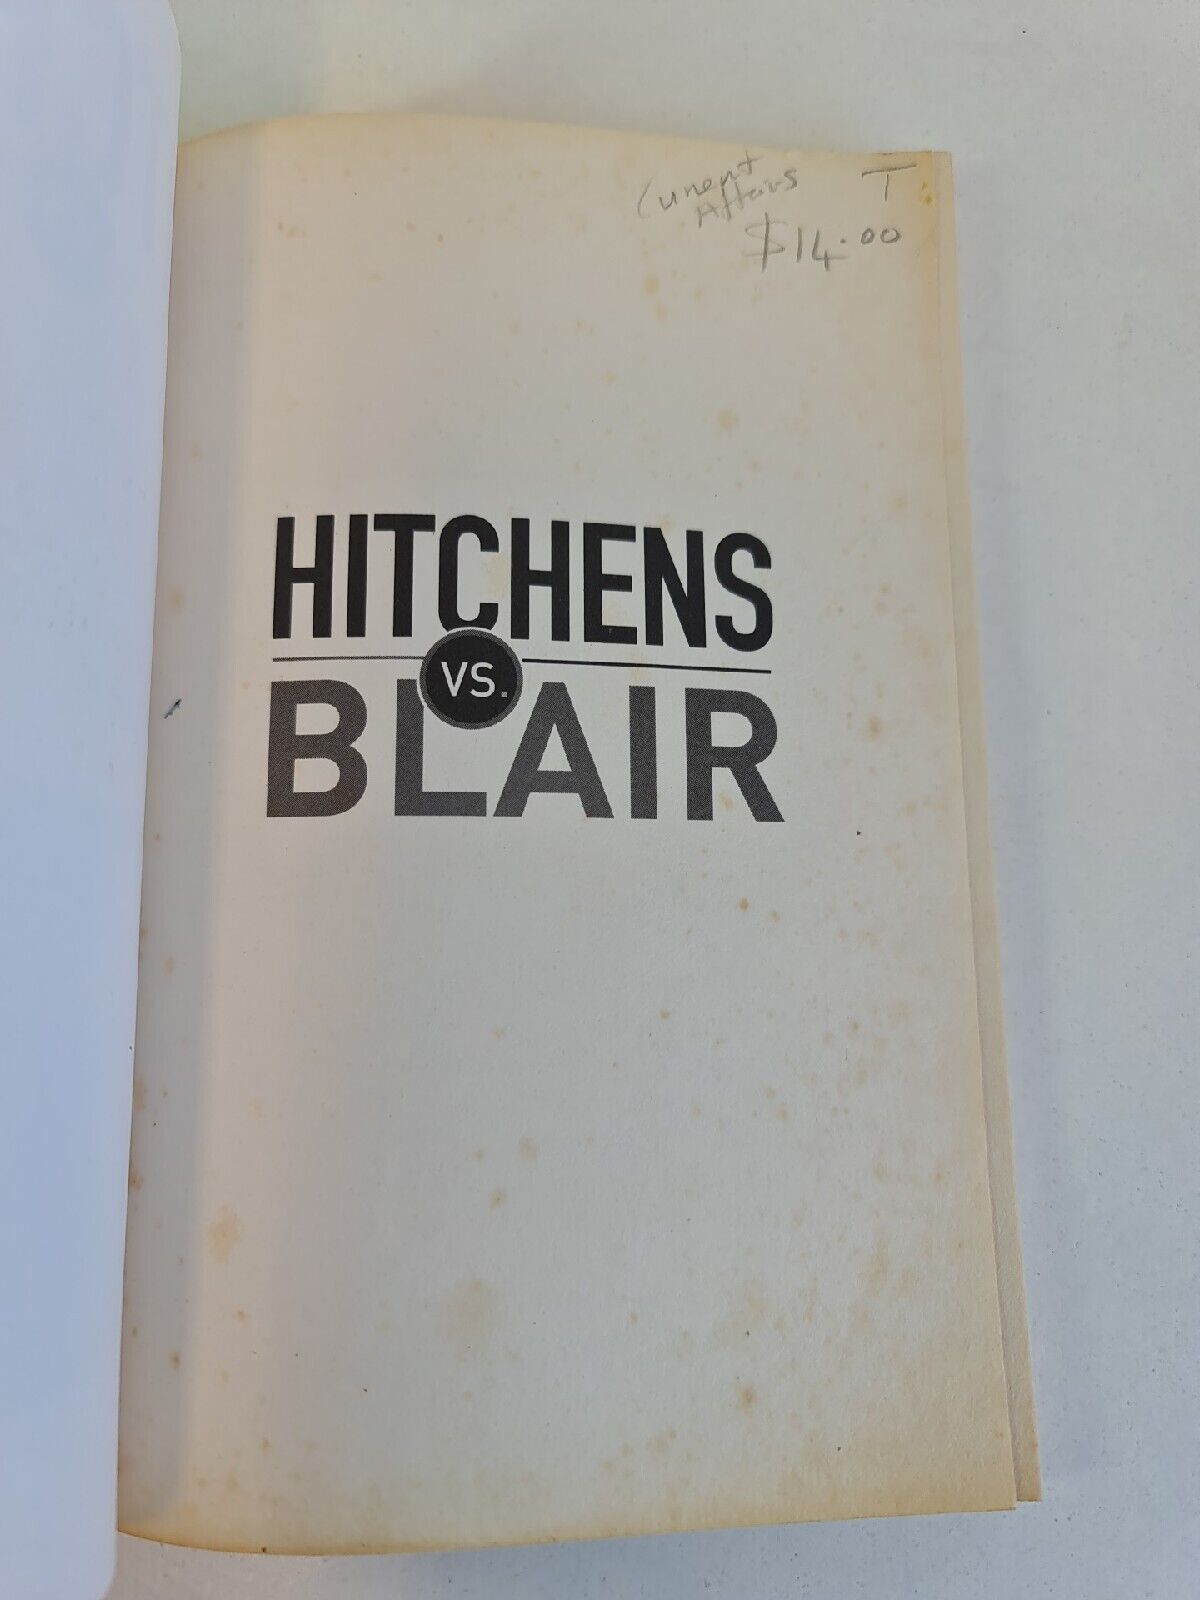 Current T
Affairs
$14.00
HITCHENS
VS.
BLAIR